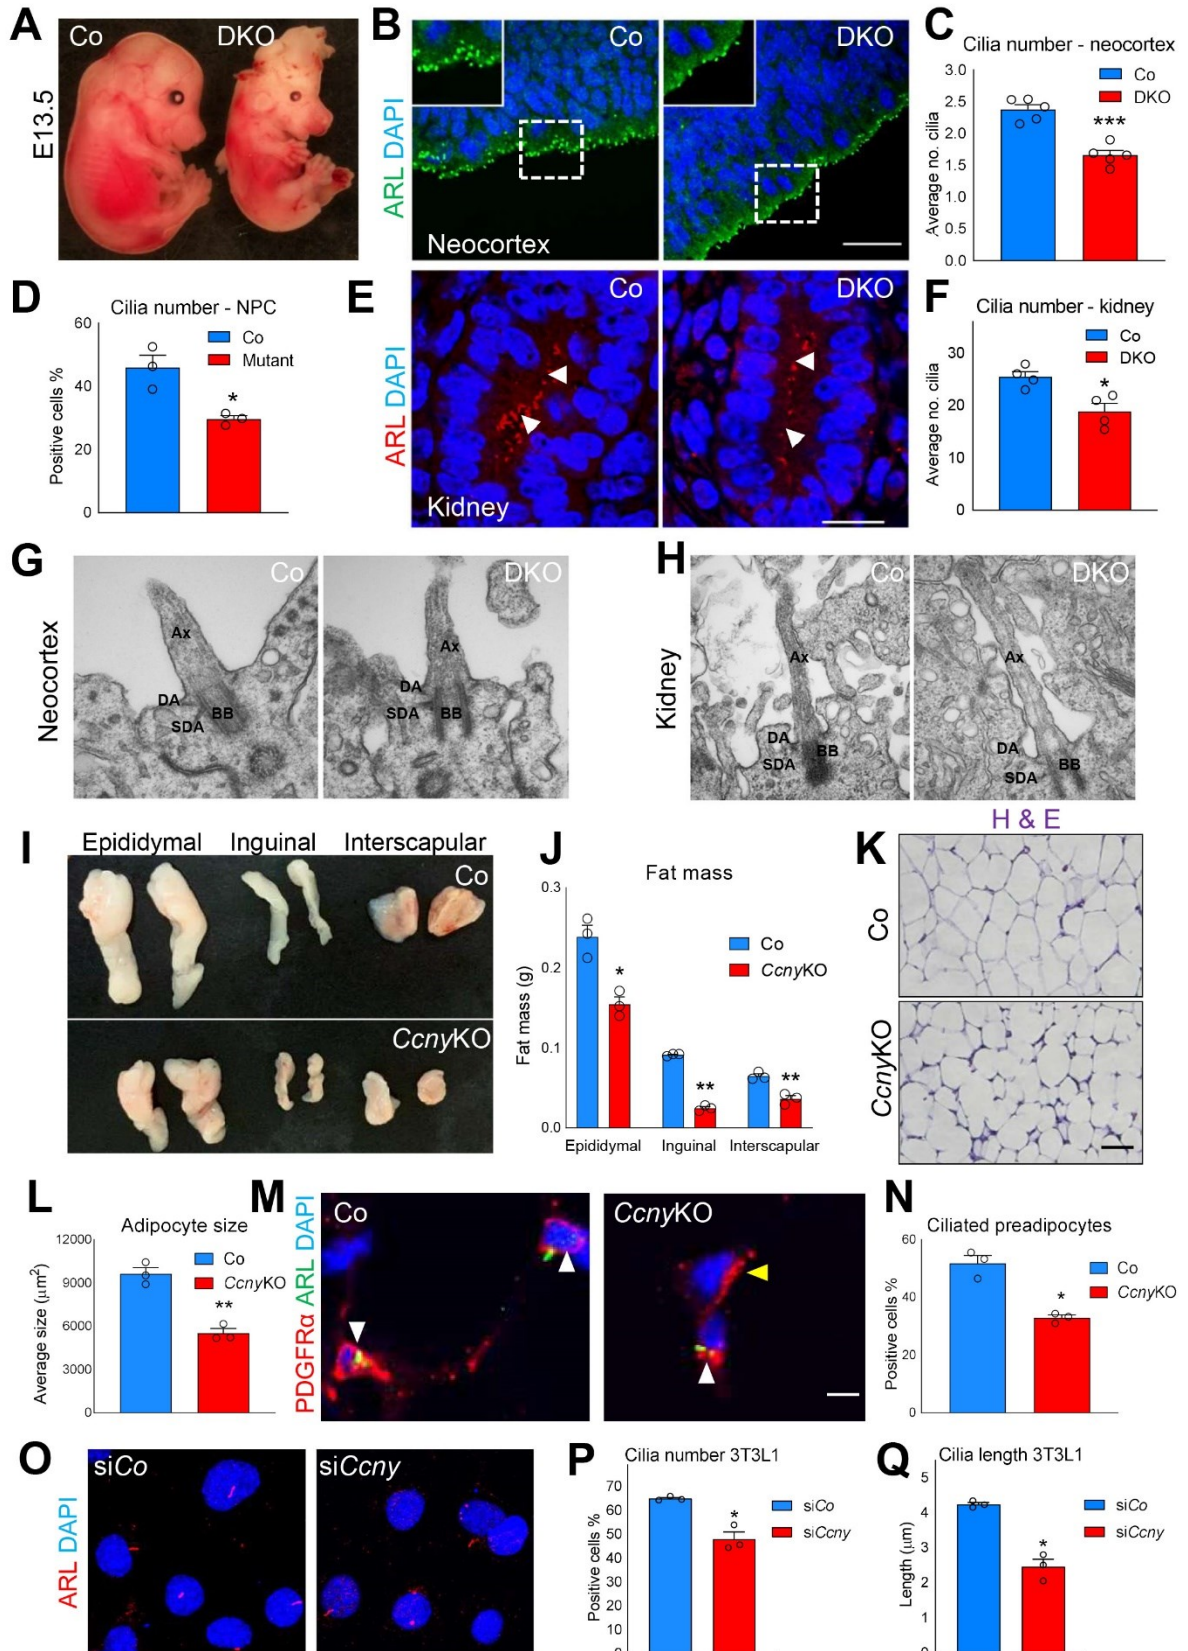 A
Co
DKO
E13.5
B
Co
DKO
ARL DAPI
Neocortex
C
Cilia number - neocortex
3.0
2.5
2.0
1.5
1.0
0.5
0.0
Average no. cilia
Co
DKO
***
D
Cilia number - NPC
60
40
20
0
Positive cells %
Co
Mutant
*
E
Co
DKO
ARL DAPI
Kidney
F
Cilia number - kidney
30
20
10
0
Average no. cilia
Co
DKO
*
G
Co
DKO
Neocortex
Ax
DA
SDA
BB
Ax
DA
SDA
BB
H
Co
DKO
Kidney
Ax
DA
SDA
BB
Ax
DA
SDA
BB
I
Epididymal Inguinal Interscapular
Co
CcnyKO
J
Fat mass
0.3
0.2
0.1
0.0
Fat mass (g)
Co
CcnyKO
*
**
**
Epididymal Inguinal Interscapular
K
H & E
Co
CcnyKO
L
Adipocyte size
12000
9000
6000
3000
0
Average size (μm²)
Co
CcnyKO
**
M
Co
CcnyKO
PDGFRα ARL DAPI
N
Ciliated preadipocytes
60
40
20
0
Positive cells %
Co
CcnyKO
*
O
siCo
siCcny
ARL DAPI
P
Cilia number 3T3L1
70
60
50
40
30
20
10
0
Positive cells %
siCo
siCcny
*
Q
Cilia length 3T3L1
5
4
3
2
1
0
Length (μm)
siCo
siCcny
*